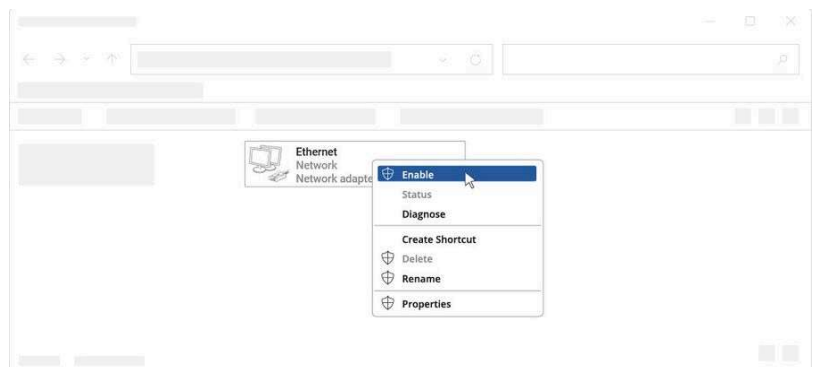 Ethernet
Network
Network adapte
Enable
Status
Diagnose
Create Shortcut
Delete
Rename
Properties